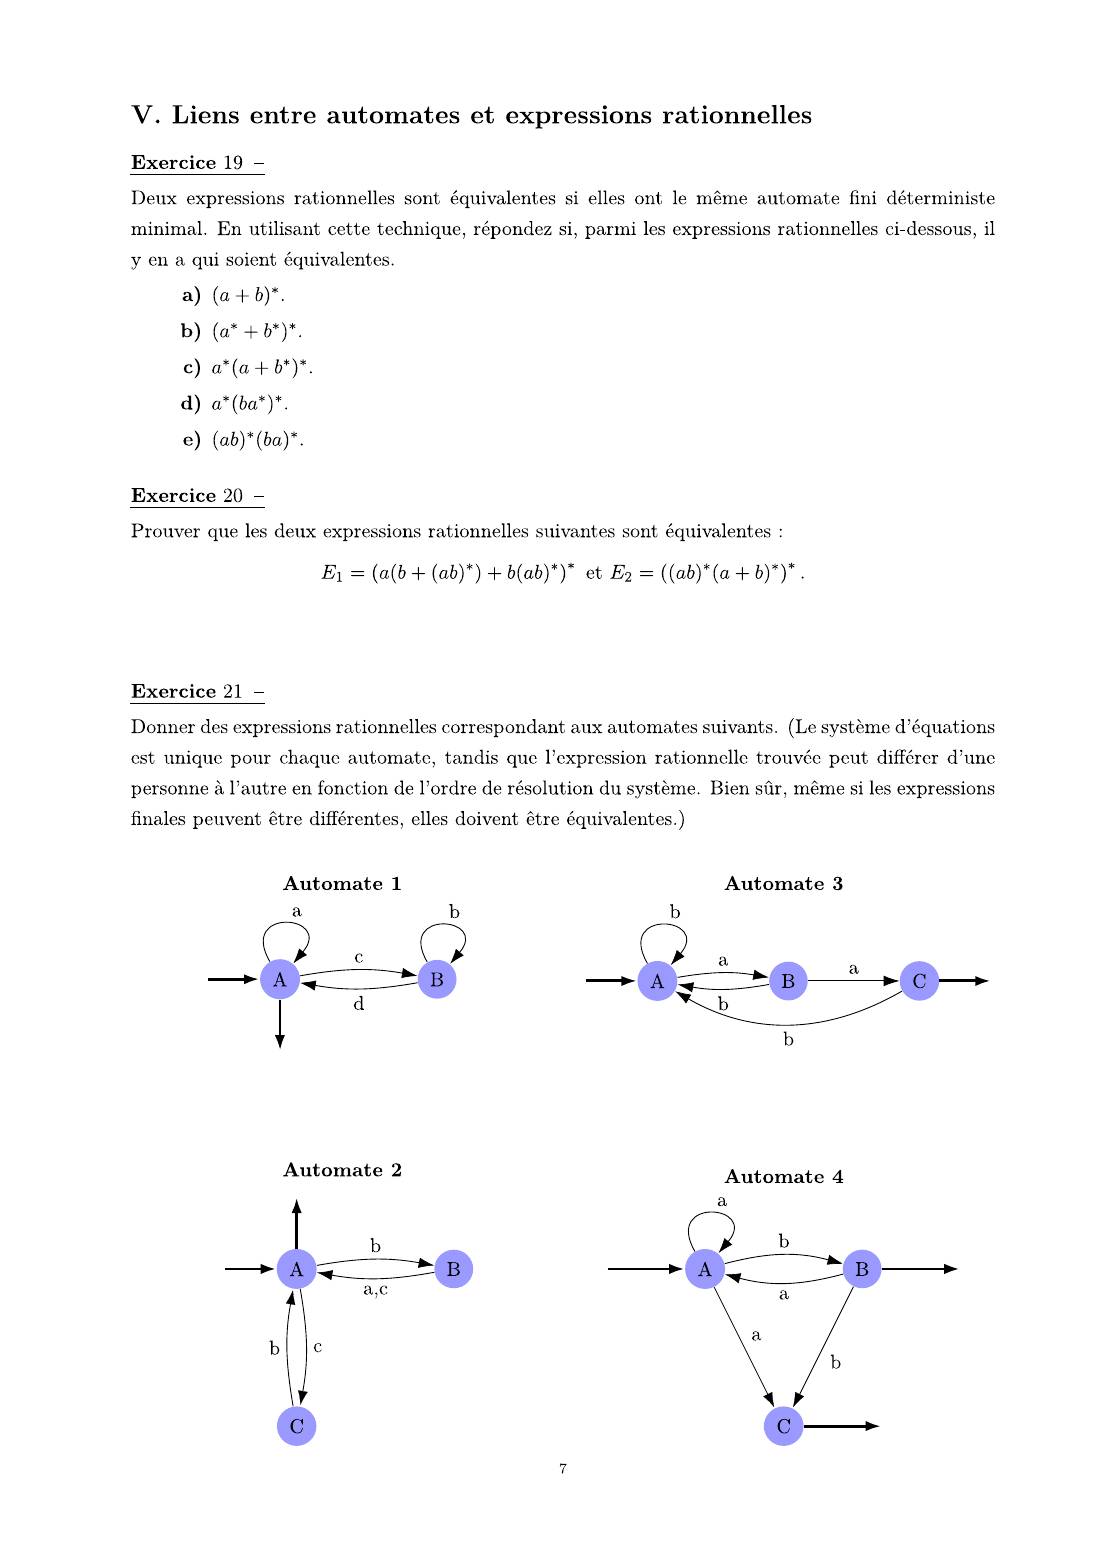 V. Liens entre automates et expressions rationnelles
Exercice 19 –
Deux expressions rationnelles sont équivalentes si elles ont le même automate fini déterministe
minimal. En utilisant cette technique, répondez si, parmi les expressions rationnelles ci-dessous, il
y en a qui soient équivalentes.
a) (a + b)*.
b) (a* + b*)*.
c) a*(a + b*)*.
d) a*(ba*)*.
e) (ab)*(ba)*.
Exercice 20 –
Prouver que les deux expressions rationnelles suivantes sont équivalentes :
E₁ = (a(b + (ab)*) + b(ab)*)* et E₂ = ((ab)*(a + b)*)* .
Exercice 21 –
Donner des expressions rationnelles correspondant aux automates suivants. (Le système d'équations
est unique pour chaque automate, tandis que l'expression rationnelle trouvée peut différer d'une
personne à l'autre en fonction de l'ordre de résolution du système. Bien sûr, même si les expressions
finales peuvent être différentes, elles doivent être équivalentes.)
Automate 1
a
b
c
A
B
d
Automate 3
b
a
a
A
B
C
b
b
Automate 2
b
A
B
a,c
b
c
C
Automate 4
a
b
A
B
a
a
b
C
7